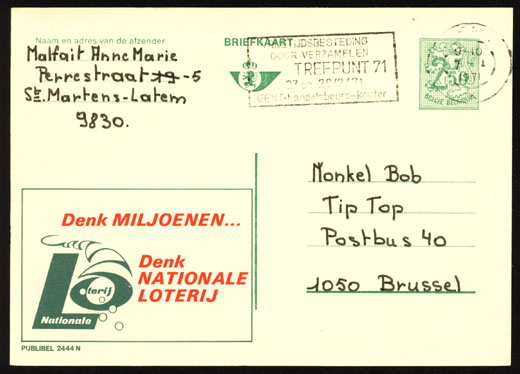 Naam en adres van de afzender
Malfait Anne Marie
Perrestraat 5
St. Martens-Latem
9830.
BRIEFKAART
TIJDSBESTEDING
DOOR VERZAMELEN
TREFPUNT 71
GENT-handelsbeurs-kouter
BELGIE BELGIQUE
Monkel Bob
Tip Top
Postbus 40
1050 Brussel
Denk MILJOENEN...
Denk
NATIONALE
LOTERIJ
Loterij
Nationale
PUBLIBEL 2444 N